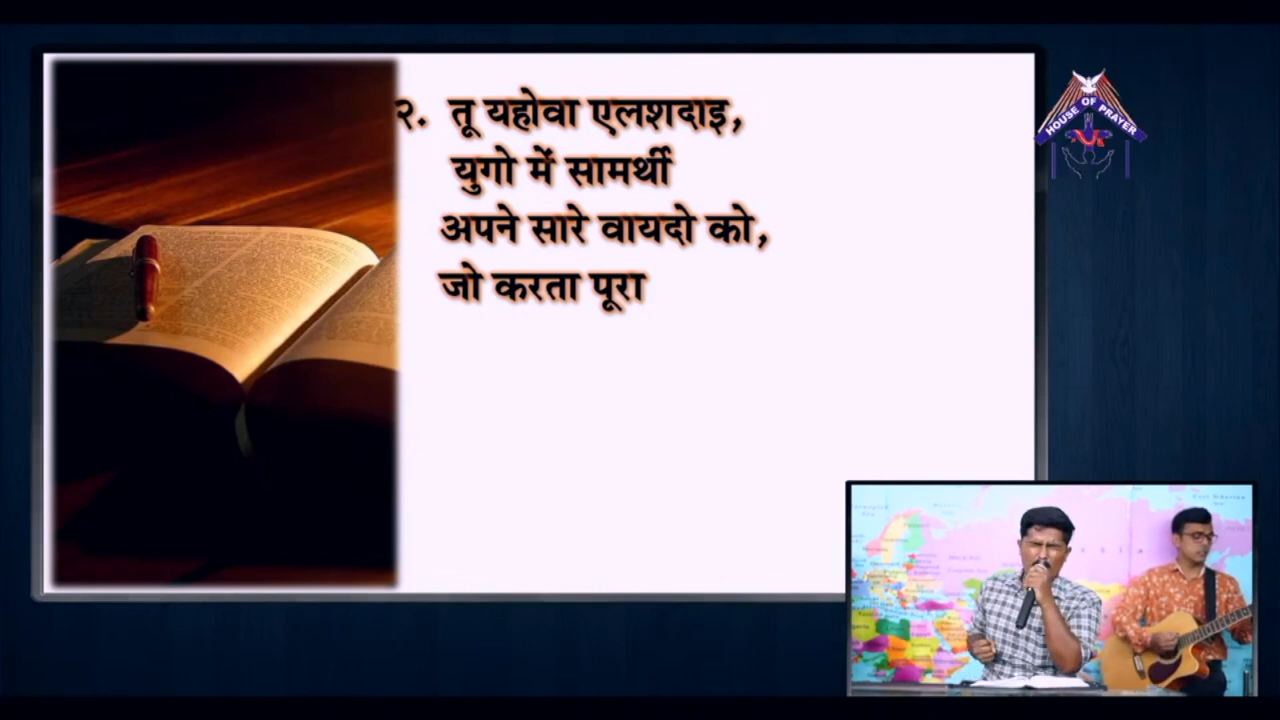 २. तू यहोवा एलशदाइ,
युगो में सामर्थी
अपने सारे वायदो को,
जो करता पूरा
HOUSE OF PRAYER